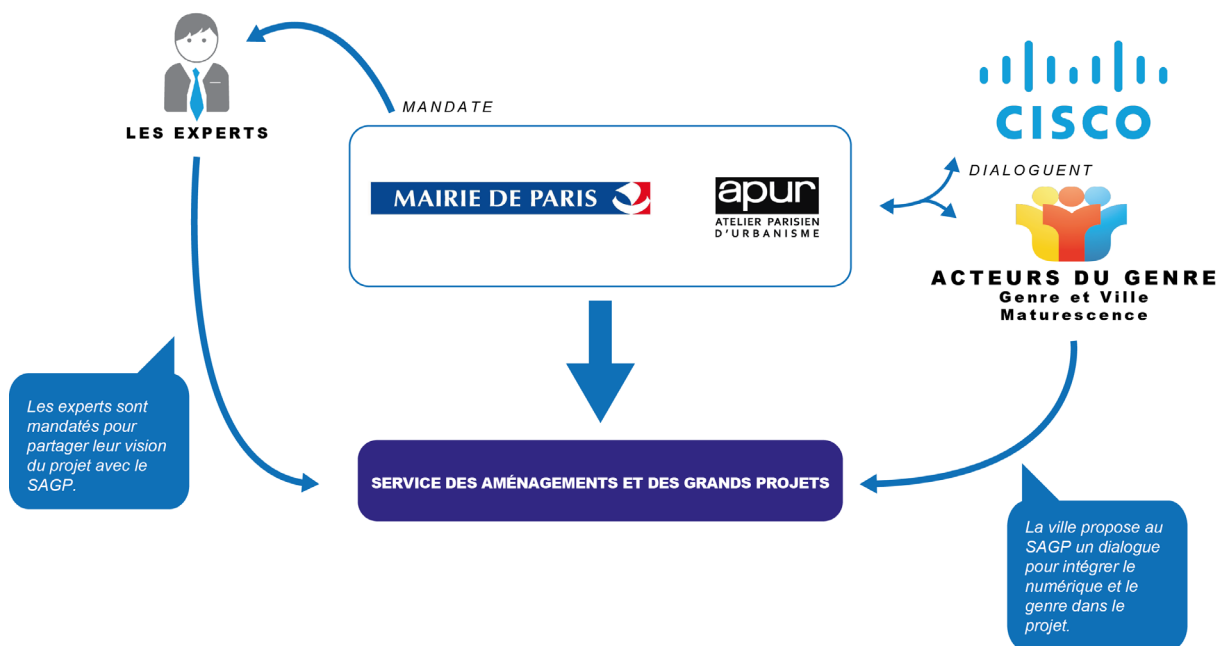 MANDATE
LES EXPERTS
CISCO
DIALOGUENT
MAIRIE DE PARIS
apur
ATELIER PARISIEN
D'URBANISME
ACTEURS DU GENRE
Genre et Ville
Maturescence
Les experts sont
mandatés pour
partager leur vision
du projet avec le
SAGP.
SERVICE DES AMÉNAGEMENTS ET DES GRANDS PROJETS
La ville propose au
SAGP un dialogue
pour intégrer le
numérique et le
genre dans le
projet.